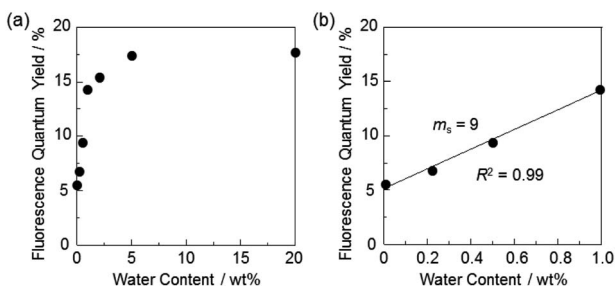 (a)
Fluorescence Quantum Yield / %
20
15
10
5
0
0 5 10 15 20
Water Content / wt%
(b)
Fluorescence Quantum Yield / %
20
15
10
5
0
mₛ = 9
R² = 0.99
0 0.2 0.4 0.6 0.8 1.0
Water Content / wt%